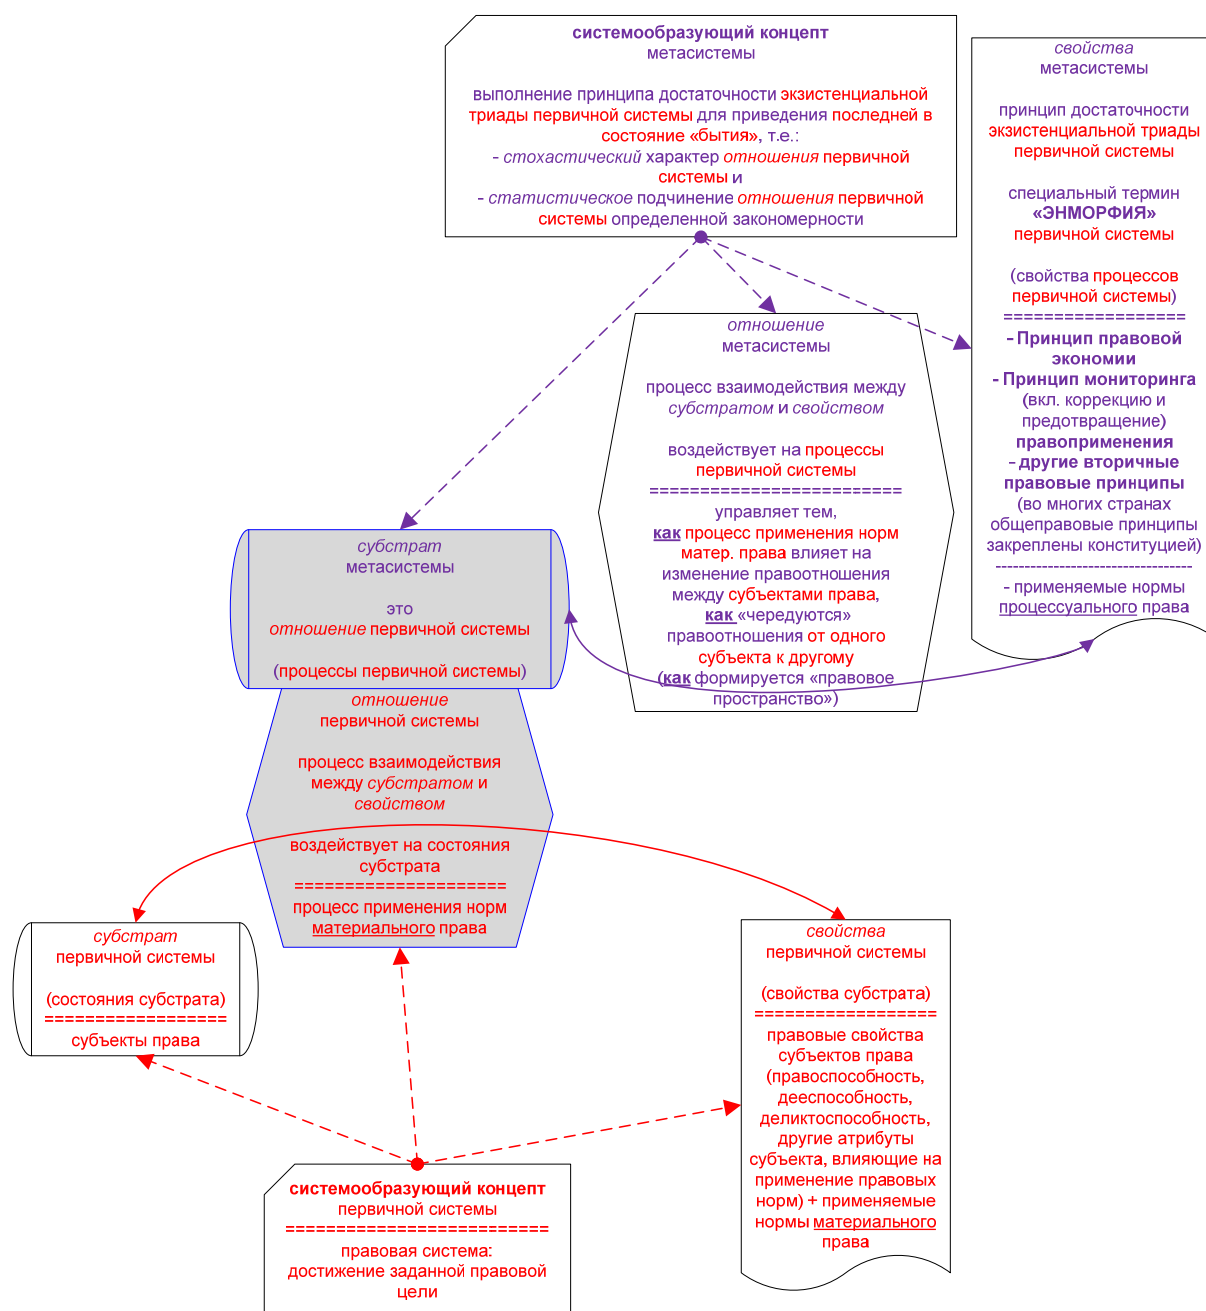 системообразующий концепт
метасистемы
выполнение принципа достаточности экзистенциальной
триады первичной системы для приведения последней в
состояние «бытия», т.е.:
- стохастический характер отношения первичной
системы и
- статистическое подчинение отношения первичной
системы определенной закономерности
свойства
метасистемы
принцип достаточности
экзистенциальной триады
первичной системы
специальный термин
«ЭНМОРФИЯ»
первичной системы
(свойства процессов
первичной системы)
==================
- Принцип правовой
экономии
- Принцип мониторинга
(вкл. коррекцию и
предотвращение)
правоприменения
- другие вторичные
правовые принципы
(во многих странах
общеправовые принципы
закреплены конституцией)
----------------------------------
- применяемые нормы
процессуального права
отношение
метасистемы
процесс взаимодействия между
субстратом и свойством
воздействует на процессы
первичной системы
=========================
управляет тем,
как процесс применения норм
матер. права влияет на
изменение правоотношения
между субъектами права,
как «чередуются»
правоотношения от одного
субъекта к другому
(как формируется «правовое
пространство»)
субстрат
метасистемы
это
отношение первичной системы
(процессы первичной системы)
отношение
первичной системы
процесс взаимодействия
между субстратом и
свойством
воздействует на состояния
субстрата
=====================
процесс применения норм
материального права
субстрат
первичной системы
(состояния субстрата)
==================
субъекты права
свойства
первичной системы
(свойства субстрата)
==================
правовые свойства
субъектов права
(правоспособность,
дееспособность,
деликтоспособность,
другие атрибуты
субъекта, влияющие на
применение правовых
норм) + применяемые
нормы материального
права
системообразующий концепт
первичной системы
==========================
правовая система:
достижение заданной правовой
цели